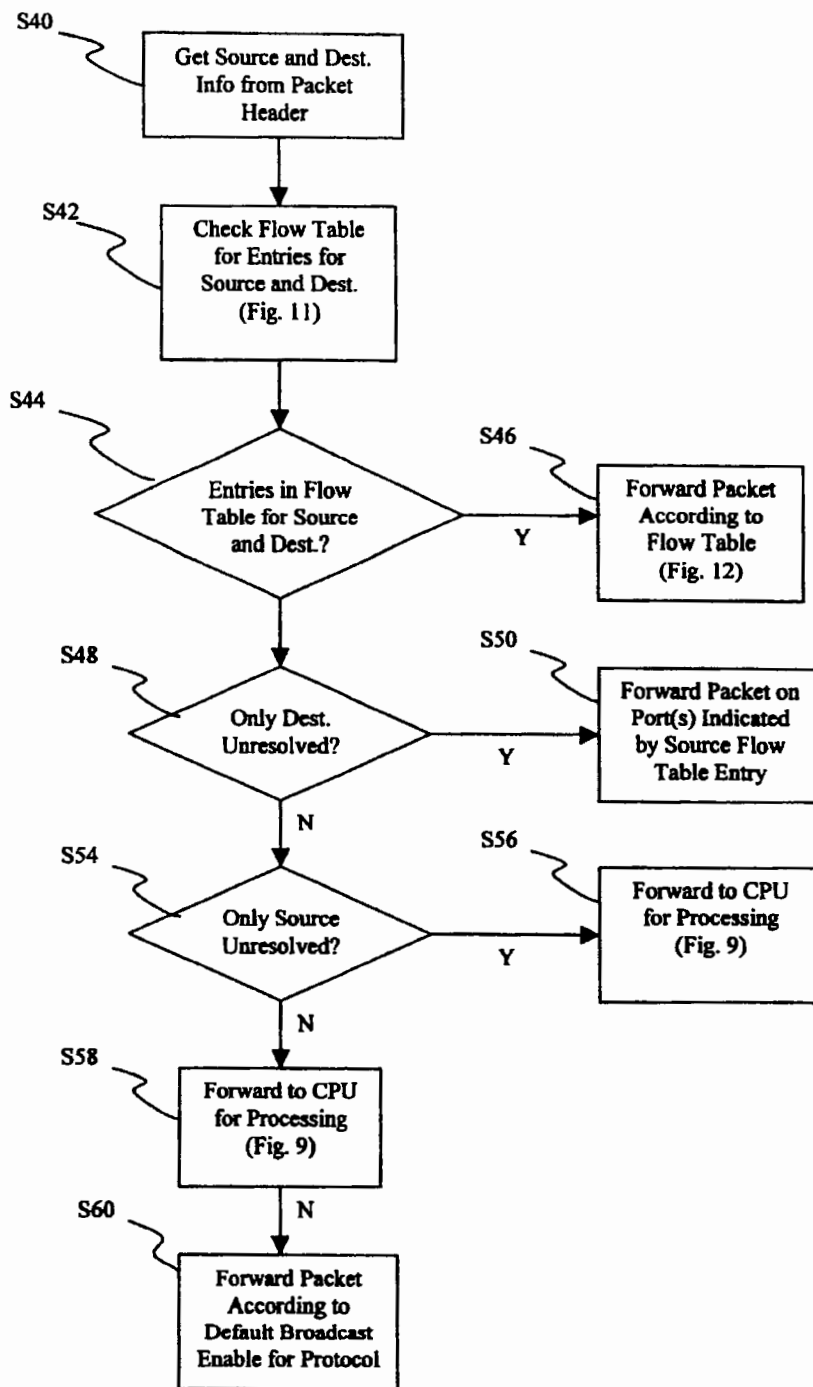 S40
Get Source and Dest.
Info from Packet
Header
S42
Check Flow Table
for Entries for
Source and Dest.
(Fig. 11)
S44
Entries in Flow
Table for Source
and Dest.?
Y
S46
Forward Packet
According to
Flow Table
(Fig. 12)
S48
Only Dest.
Unresolved?
Y
S50
Forward Packet on
Port(s) Indicated
by Source Flow
Table Entry
N
S54
Only Source
Unresolved?
Y
S56
Forward to CPU
for Processing
(Fig. 9)
N
S58
Forward to CPU
for Processing
(Fig. 9)
N
S60
Forward Packet
According to
Default Broadcast
Enable for Protocol